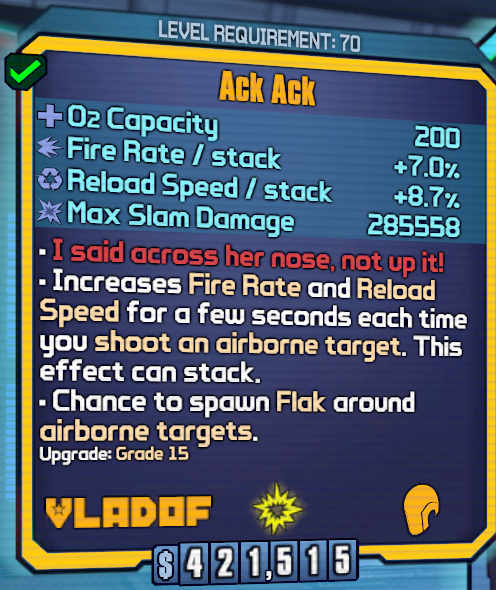 LEVEL REQUIREMENT: 70
Ack Ack
O2 Capacity 200
Fire Rate / stack +7.0%
Reload Speed / stack +8.7%
Max Slam Damage 285558
• I said across her nose, not up it!
• Increases Fire Rate and Reload
Speed for a few seconds each time
you shoot an airborne target. This
effect can stack.
• Chance to spawn Flak around
airborne targets.
Upgrade: Grade 15
VLADOF
$421,515